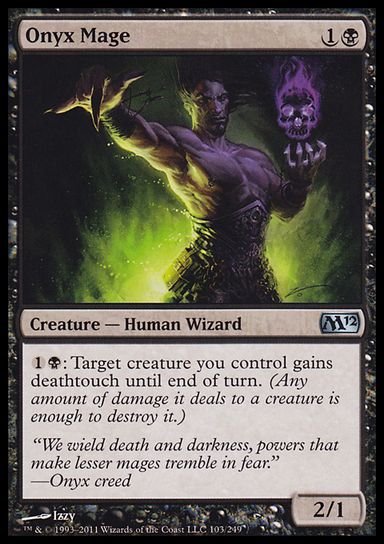 Onyx Mage 1
Creature — Human Wizard M12
1 : Target creature you control gains
deathtouch until end of turn. (Any
amount of damage it deals to a creature is
enough to destroy it.)
“We wield death and darkness, powers that
make lesser mages tremble in fear.”
—Onyx creed
Izzy
™ & © 1993–2011 Wizards of the Coast LLC 103/249
2/1